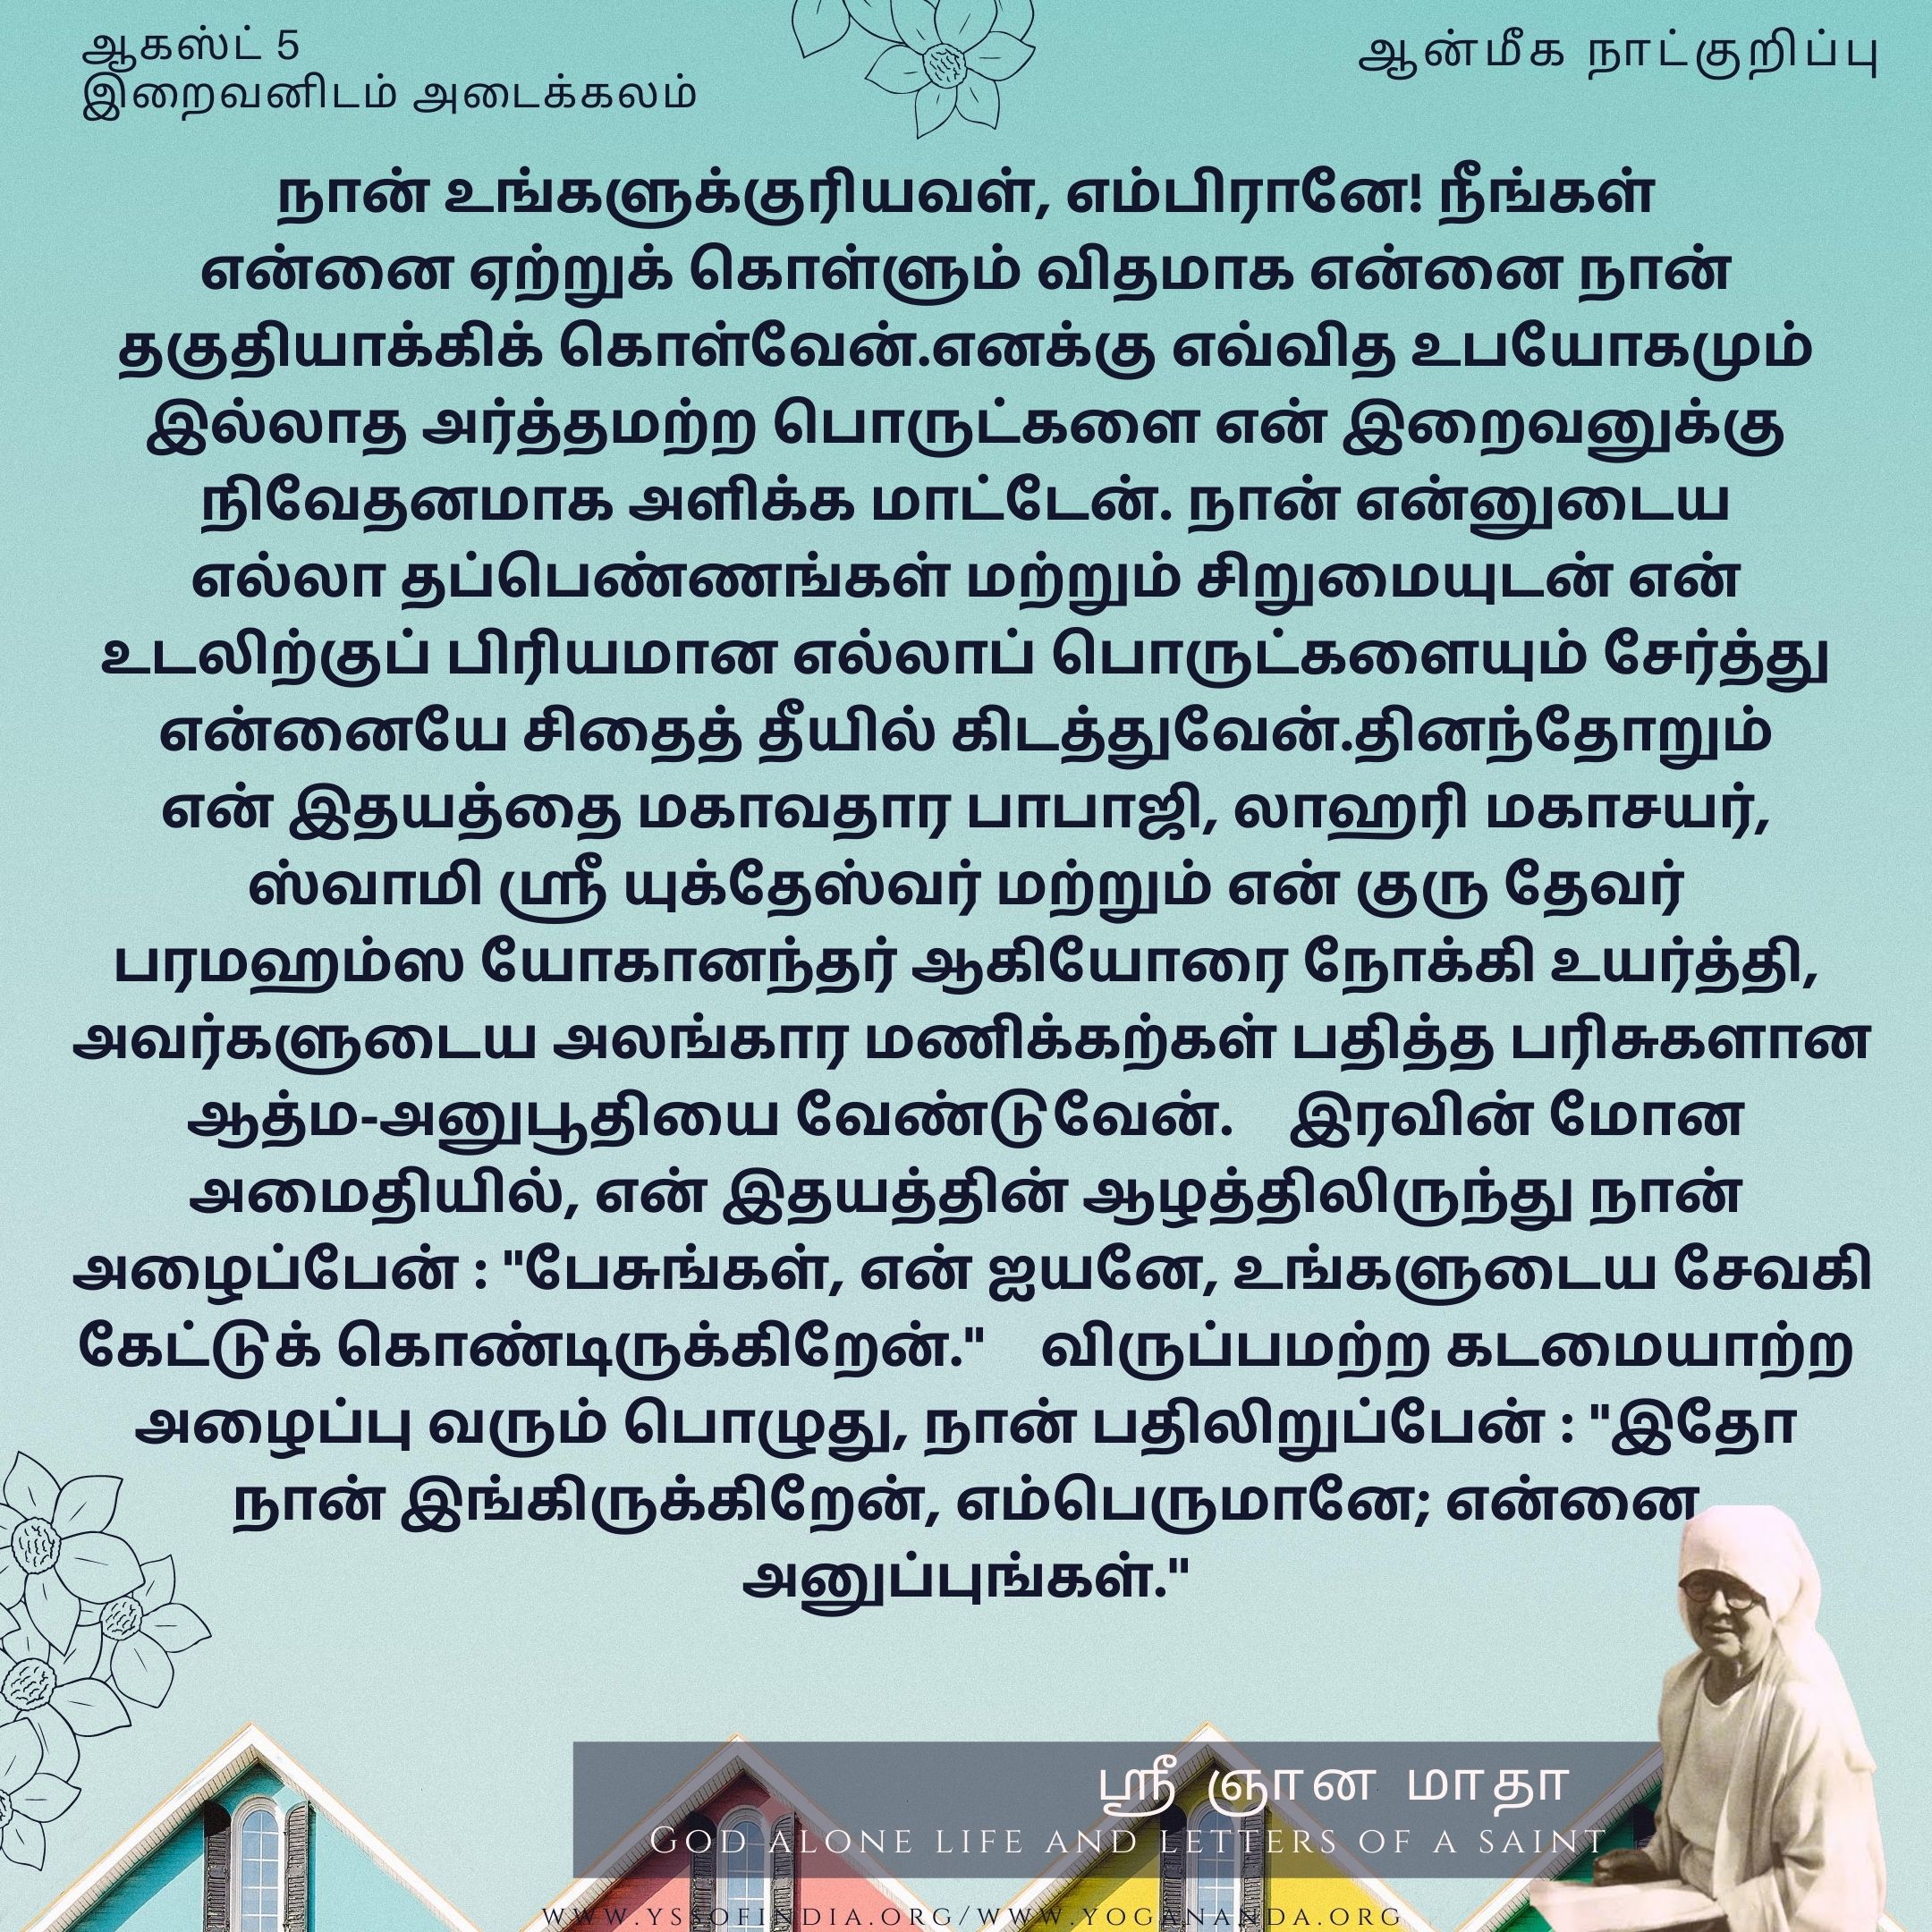 ஆகஸ்ட் 5
இறைவனிடம் அடைக்கலம்
ஆன்மீக நாட்குறிப்பு
நான் உங்களுக்குரியவள், எம்பிரானே! நீங்கள்
என்னை ஏற்றுக் கொள்ளும் விதமாக என்னை நான்
தகுதியாக்கிக் கொள்வேன்.எனக்கு எவ்வித உபயோகமும்
இல்லாத அர்த்தமற்ற பொருட்களை என் இறைவனுக்கு
நிவேதனமாக அளிக்க மாட்டேன். நான் என்னுடைய
எல்லா தப்பெண்ணங்கள் மற்றும் சிறுமையுடன் என்
உடலிற்குப் பிரியமான எல்லாப் பொருட்களையும் சேர்த்து
என்னையே சிதைத் தீயில் கிடத்துவேன்.தினந்தோறும்
என் இதயத்தை மகாவதார பாபாஜி, லாஹரி மகாசயர்,
ஸ்வாமி ஸ்ரீ யுக்தேஸ்வர் மற்றும் என் குரு தேவர்
பரமஹம்ஸ யோகானந்தர் ஆகியோரை நோக்கி உயர்த்தி,
அவர்களுடைய அலங்கார மணிக்கற்கள் பதித்த பரிசுகளான
ஆத்ம-அனுபூதியை வேண்டுவேன். இரவின் மோன
அமைதியில், என் இதயத்தின் ஆழத்திலிருந்து நான்
அழைப்பேன் : "பேசுங்கள், என் ஐயனே, உங்களுடைய சேவகி
கேட்டுக் கொண்டிருக்கிறேன்." விருப்பமற்ற கடமையாற்ற
அழைப்பு வரும் பொழுது, நான் பதிலிறுப்பேன் : "இதோ
நான் இங்கிருக்கிறேன், எம்பெருமானே; என்னை
அனுப்புங்கள்."
ஸ்ரீ ஞான மாதா
GOD ALONE LIFE AND LETTERS OF A SAINT
WWW.YSSOFINDIA.ORG/WWW.YOGANANDA.ORG